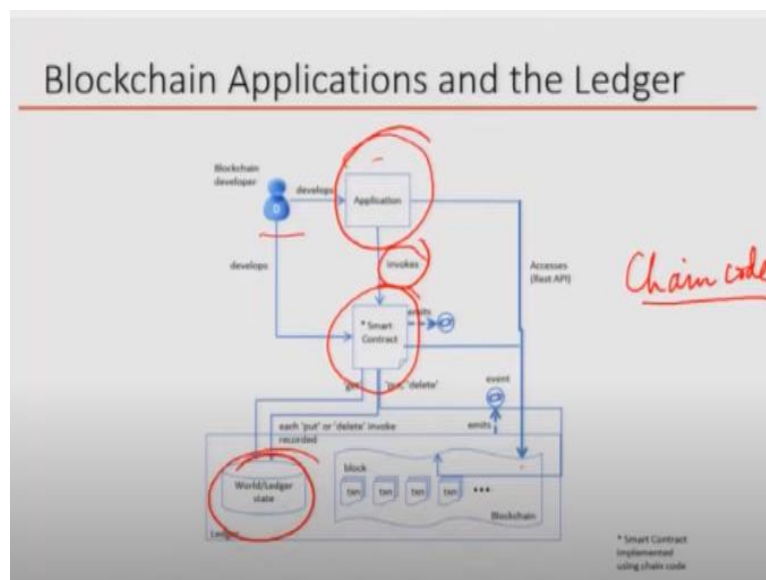 Blockchain Applications and the Ledger
Blockchain
developer
develops
Application
develops
invokes
Accesses
(Rest API)
Chain code
* Smart
Contract
emits
'get'
'put', 'delete'
event
each 'put' or 'delete' invoke
recorded
emits
World/Ledger
state
block
txn txn txn txn •••
Blockchain
Ledger
* Smart Contract
implemented
using chain code